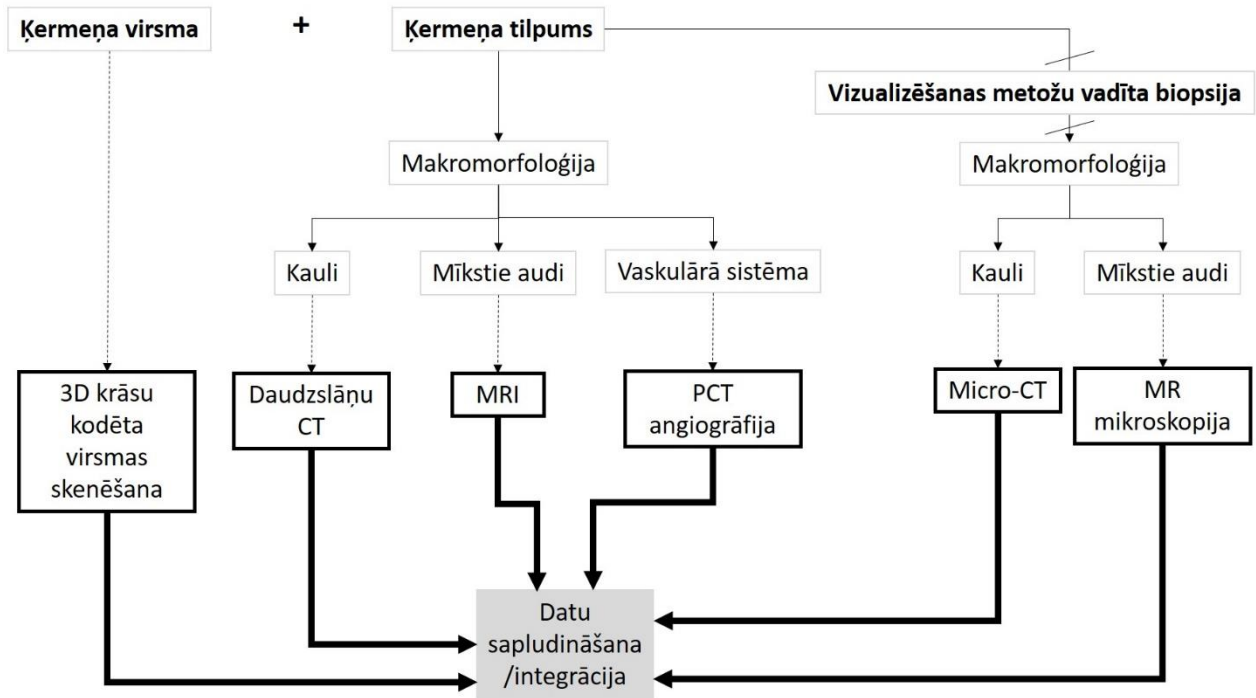 Ķermeņa virsma
+
Ķermeņa tilpums
Vizualizēšanas metožu vadīta biopsija
Makromorfoloģija
Makromorfoloģija
Kauli
Mīkstie audi
Vaskulārā sistēma
Kauli
Mīkstie audi
3D krāsu
kodēta
virsmas
skenēšana
Daudzslāņu
CT
MRI
PCT
angiogrāfija
Micro-CT
MR
mikroskopija
Datu
sapludināšana
/integrācija